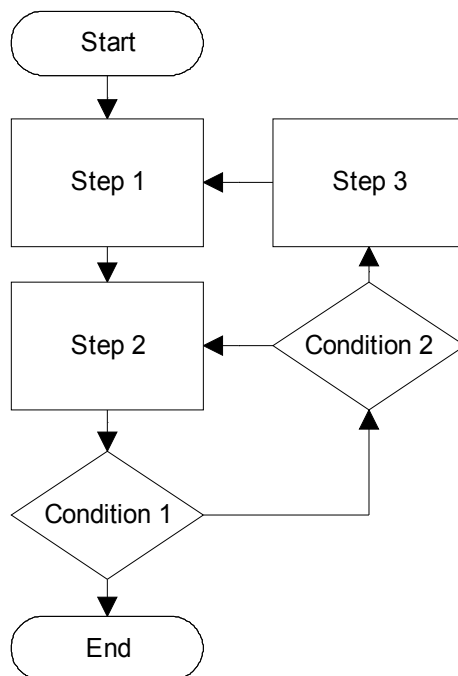 Start
Step 1
Step 3
Step 2
Condition 2
Condition 1
End